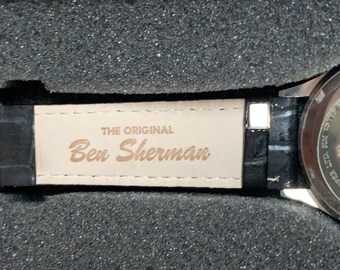 THE ORIGINAL
Ben Sherman